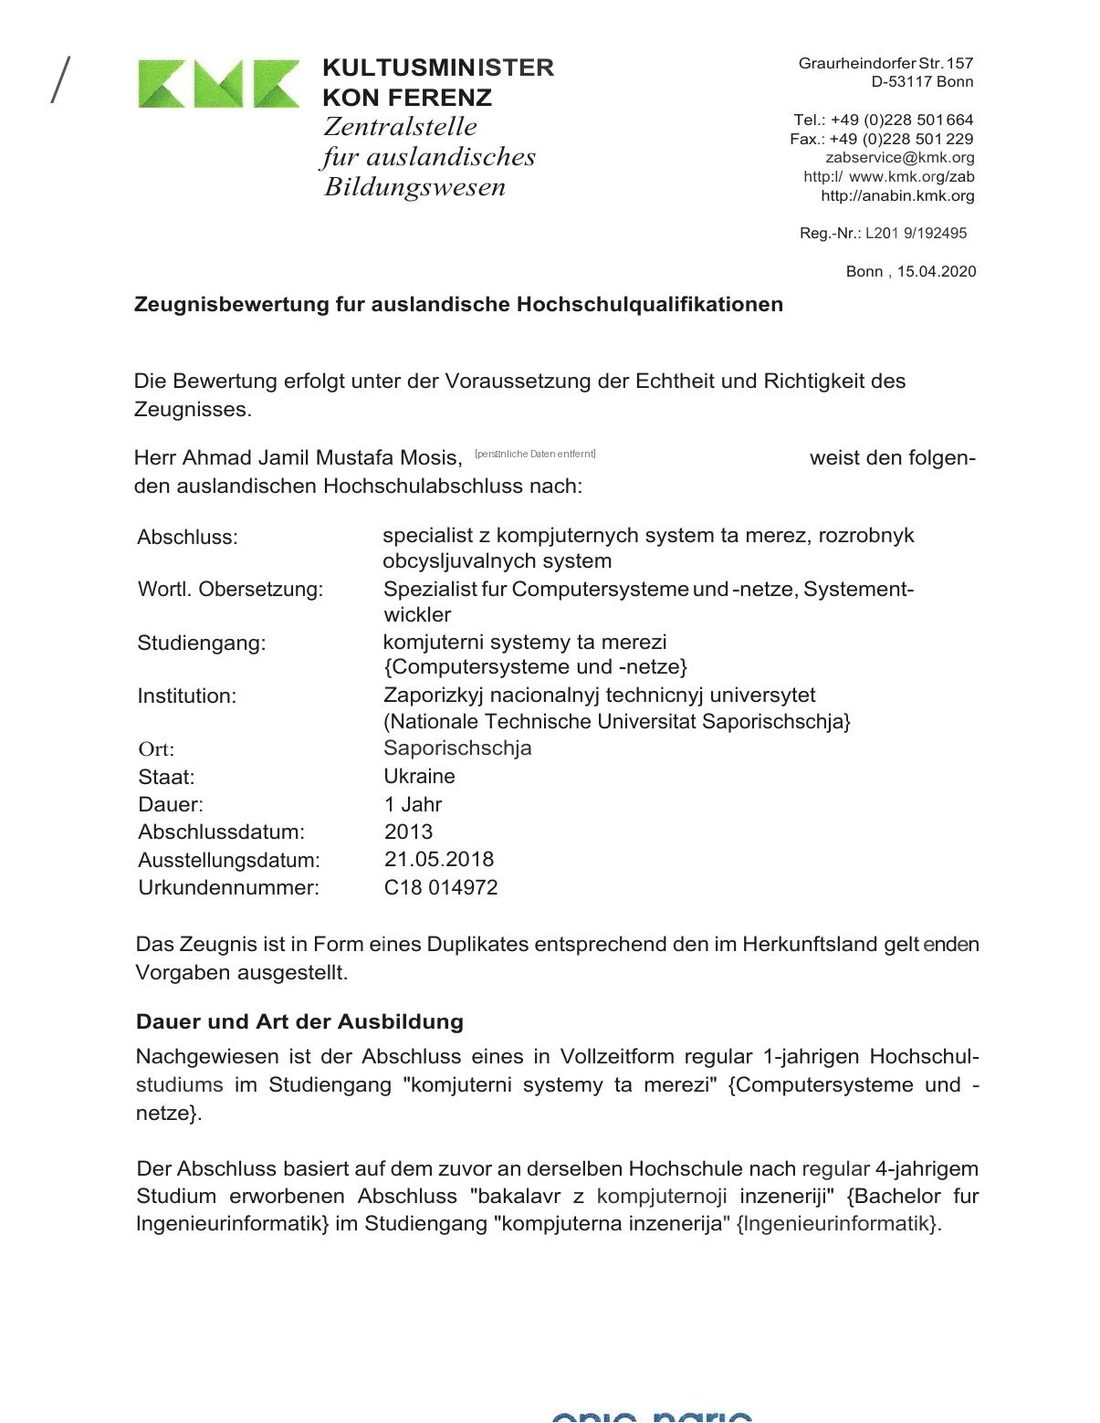 KULTUSMINISTER
KON FERENZ
Zentralstelle
fur auslandisches
Bildungswesen
Graurheindorfer Str. 157
D-53117 Bonn
Tel.: +49 (0)228 501 664
Fax.: +49 (0)228 501 229
zabservice@kmk.org
http:l/ www.kmk.org/zab
http://anabin.kmk.org
Reg.-Nr.: L201 9/192495
Bonn , 15.04.2020
Zeugnisbewertung fur auslandische Hochschulqualifikationen
Die Bewertung erfolgt unter der Voraussetzung der Echtheit und Richtigkeit des
Zeugnisses.
Herr Ahmad Jamil Mustafa Mosis, [pers□nliche Daten entfernt] weist den folgen-
den auslandischen Hochschulabschluss nach:
Abschluss: specialist z kompjuternych system ta merez, rozrobnyk
obcysljuvalnych system
Wortl. Obersetzung: Spezialist fur Computersysteme und -netze, Systement-
wickler
Studiengang: komjuterni systemy ta merezi
{Computersysteme und -netze}
Institution: Zaporizkyj nacionalnyj technicnyj universytet
(Nationale Technische Universitat Saporischschja}
Ort: Saporischschja
Staat: Ukraine
Dauer: 1 Jahr
Abschlussdatum: 2013
Ausstellungsdatum: 21.05.2018
Urkundennummer: C18 014972
Das Zeugnis ist in Form eines Duplikates entsprechend den im Herkunftsland gelt enden
Vorgaben ausgestellt.
Dauer und Art der Ausbildung
Nachgewiesen ist der Abschluss eines in Vollzeitform regular 1-jahrigen Hochschul-
studiums im Studiengang "komjuterni systemy ta merezi" {Computersysteme und -
netze}.
Der Abschluss basiert auf dem zuvor an derselben Hochschule nach regular 4-jahrigem
Studium erworbenen Abschluss "bakalavr z kompjuternoji inzeneriji" {Bachelor fur
Ingenieurinformatik} im Studiengang "kompjuterna inzenerija" {Ingenieurinformatik}.